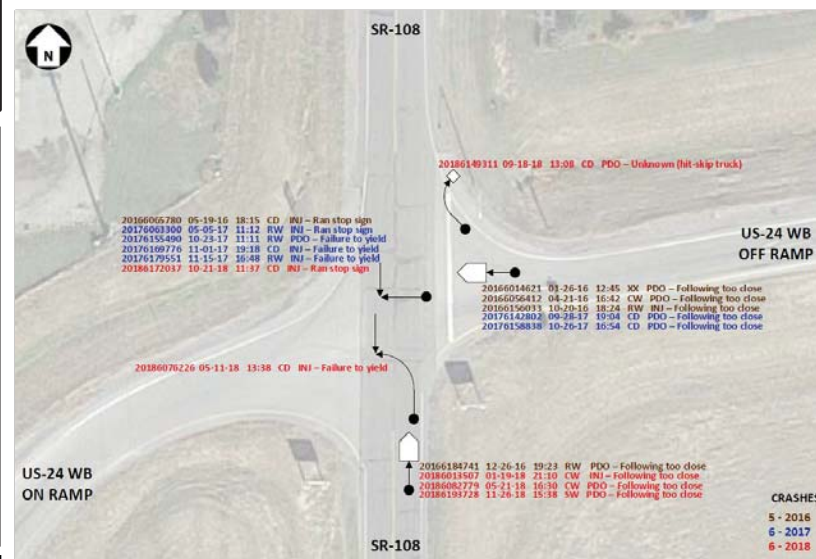 SR-108
N
20186149311 09-18-18 13:08 CD PDO – Unknown (hit-skip truck)
20166065780 05-19-16 18:15 CD INJ – Ran stop sign
20176063300 05-05-17 11:12 RW INJ – Ran stop sign
20176155490 10-23-17 11:11 RW PDO – Failure to yield
20176169776 11-01-17 19:18 CD INJ – Failure to yield
20176179551 11-15-17 16:48 RW INJ – Failure to yield
20186172037 10-21-18 11:37 CD INJ – Ran stop sign
US-24 WB
OFF RAMP
20166014621 01-26-16 12:45 XX PDO – Following too close
20166056412 04-21-16 16:42 CW PDO – Following too close
20166156031 10-20-16 18:24 RW INJ – Following too close
20176142802 09-28-17 19:04 CD PDO – Following too close
20176158838 10-26-17 16:54 CD PDO – Following too close
20186076226 05-11-18 13:38 CD INJ – Failure to yield
20166184741 12-26-16 19:23 RW PDO – Following too close
20186013507 01-19-18 21:10 CW INJ – Following too close
20186082779 05-21-18 16:30 CW PDO – Following too close
20186193728 11-26-18 15:38 SW PDO – Following too close
US-24 WB
ON RAMP
CRASHES
5 - 2016
6 - 2017
6 - 2018
SR-108